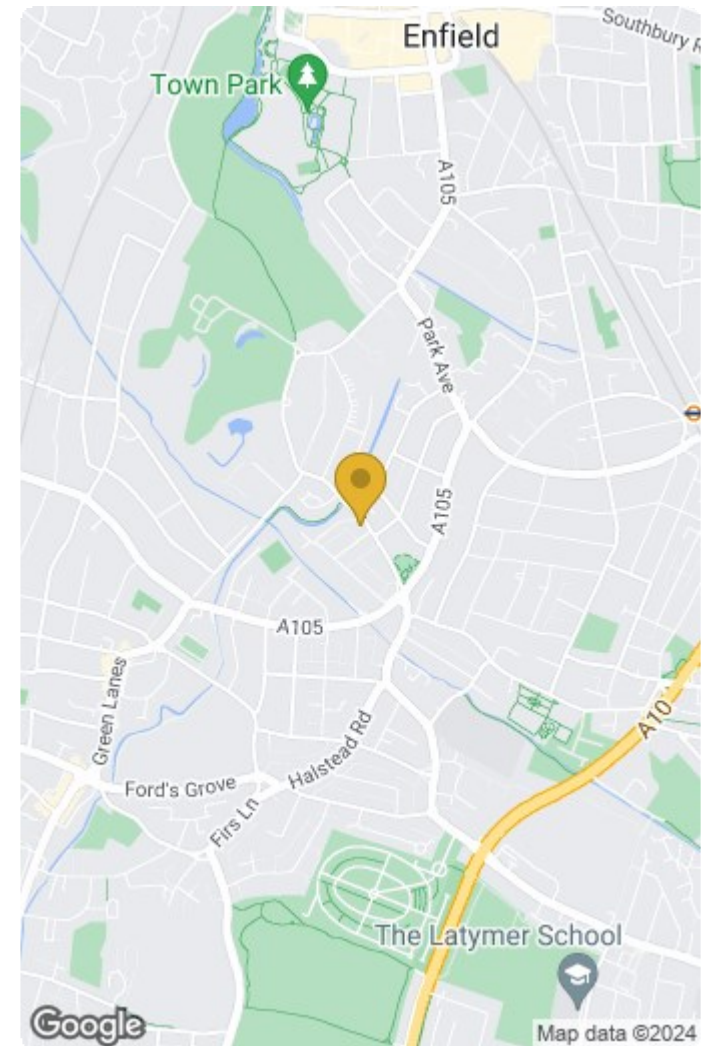 Southbury R
Enfield
Town Park
A105
Park Ave
A105
A105
Green Lanes
A10
Halstead Rd
Ford's Grove
Firs Ln
The Latymer School
Google
Map data ©2024